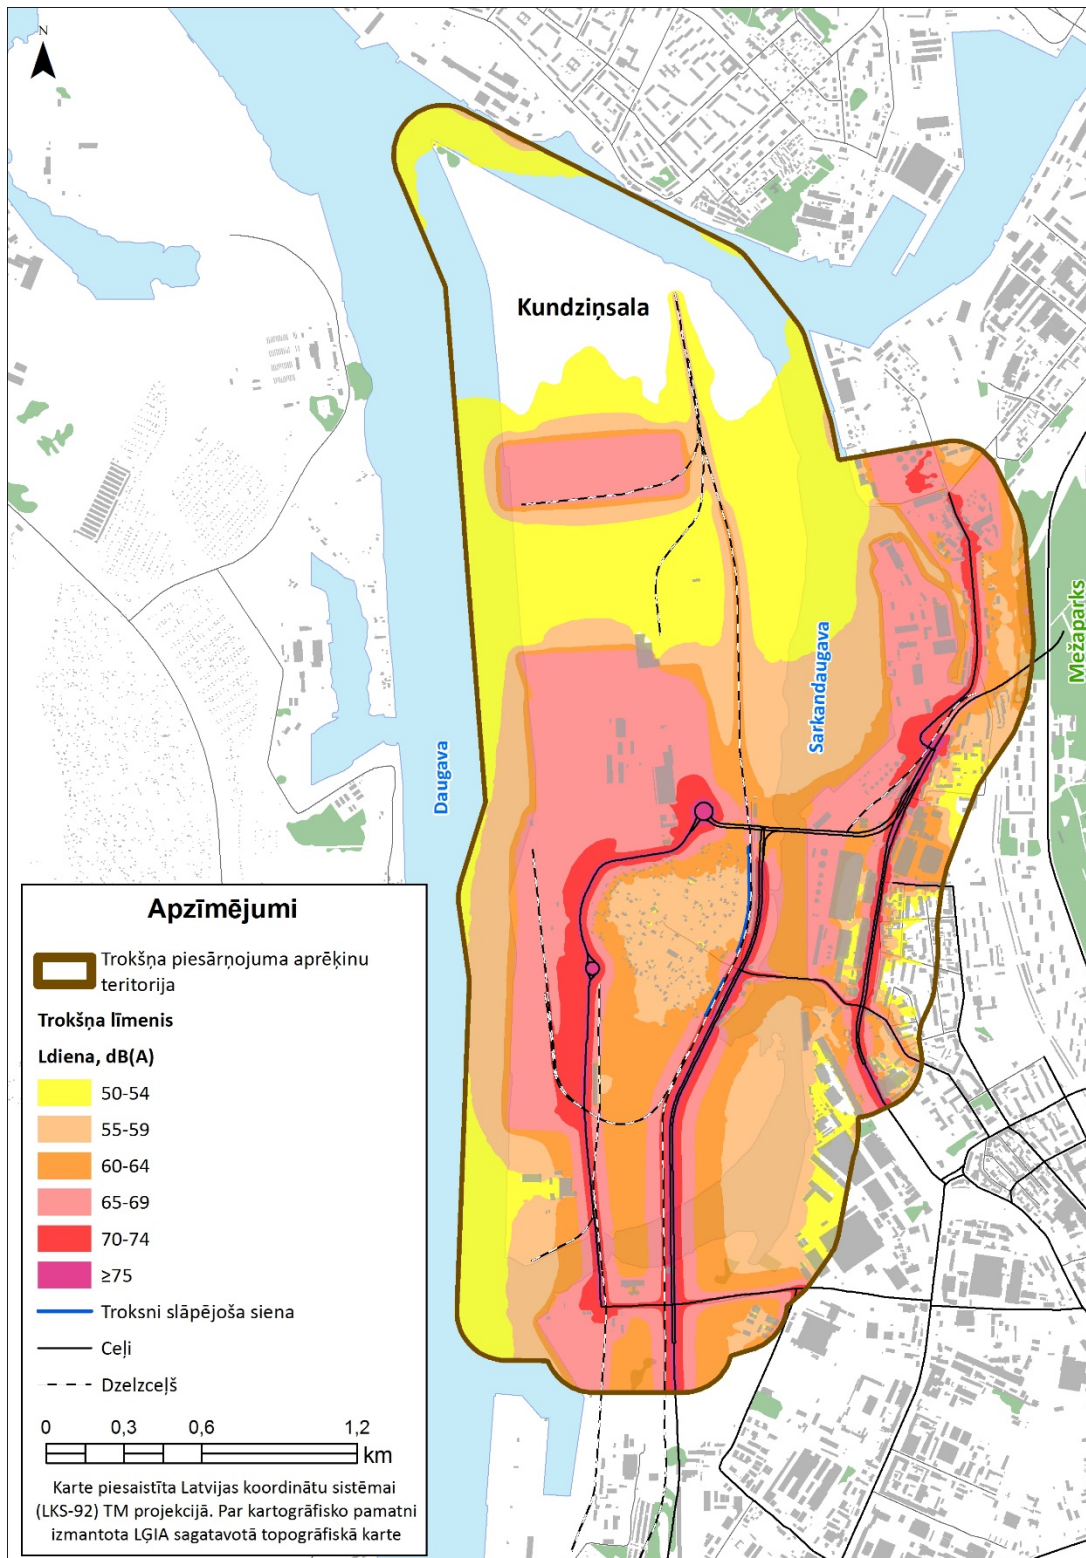 N
Kundziņsala
Mežaparks
Sarkandaugava
Daugava
Apzīmējumi
Trokšņa piesārņojuma aprēķinu
teritorija
Trokšņa līmenis
Ldiena, dB(A)
50-54
55-59
60-64
65-69
70-74
≥75
Troksni slāpējoša siena
Ceļi
Dzelzceļš
0 0,3 0,6 1,2
km
Karte piesaistīta Latvijas koordinātu sistēmai
(LKS-92) TM projekcijā. Par kartogrāfisko pamatni
izmantota LĢIA sagatavotā topogrāfiskā karte